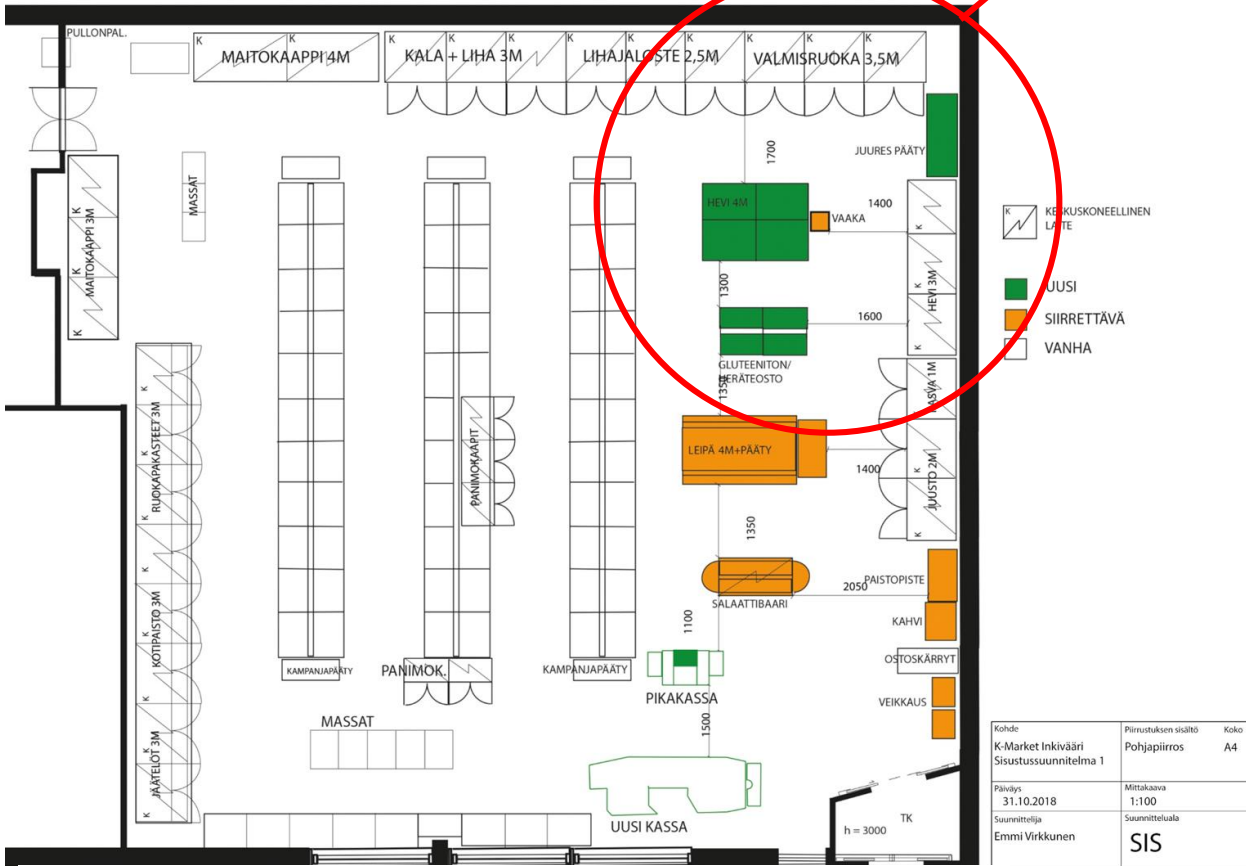 PULLONPAL.
K
K
MAITOKAAPPI 4M
K
K
K
KALA + LIHA 3M
K
K
K
LIHAJALOSTE 2,5M
K
K
K
VALMISRUOKA 3,5M
JUURES PÄÄTY
1700
MASSAT
HEVI 4M
VAAKA
1400
K
K
KESKUSKONEELLINEN
LAITE
K
K
K
MAITOKAAPPI 3M
1300
K
HEVI 3M
K
UUSI
SIIRRETTÄVÄ
VANHA
1600
GLUTEENITON/
HERÄTEOSTO
1350
KASVA 1M
K
K
K
RUOKAPAKASTEET 3M
K
PANIMOKAAPIT
LEIPÄ 4M+PÄÄTY
1400
K
JUUSTO 2M
K
1350
PAISTOPISTE
2050
SALAATTIBAARI
KAHVI
1100
K
KOTIPAISTO 3M
K
KAMPANJAPÄÄTY
PANIMOK.
KAMPANJAPÄÄTY
OSTOSKÄRRYT
PIKAKASSA
VEIKKAUS
1500
MASSAT
K
JÄÄTELÖT 3M
K
UUSI KASSA
TK
h = 3000
Kohde
K-Market Inkivääri
Sisustussuunnitelma 1
Piirrustuksen sisältö
Pohjapiirros
Koko
A4
Päiväys
31.10.2018
Mittakaava
1:100
Suunnittelija
Emmi Virkkunen
Suunnitteluala
SIS